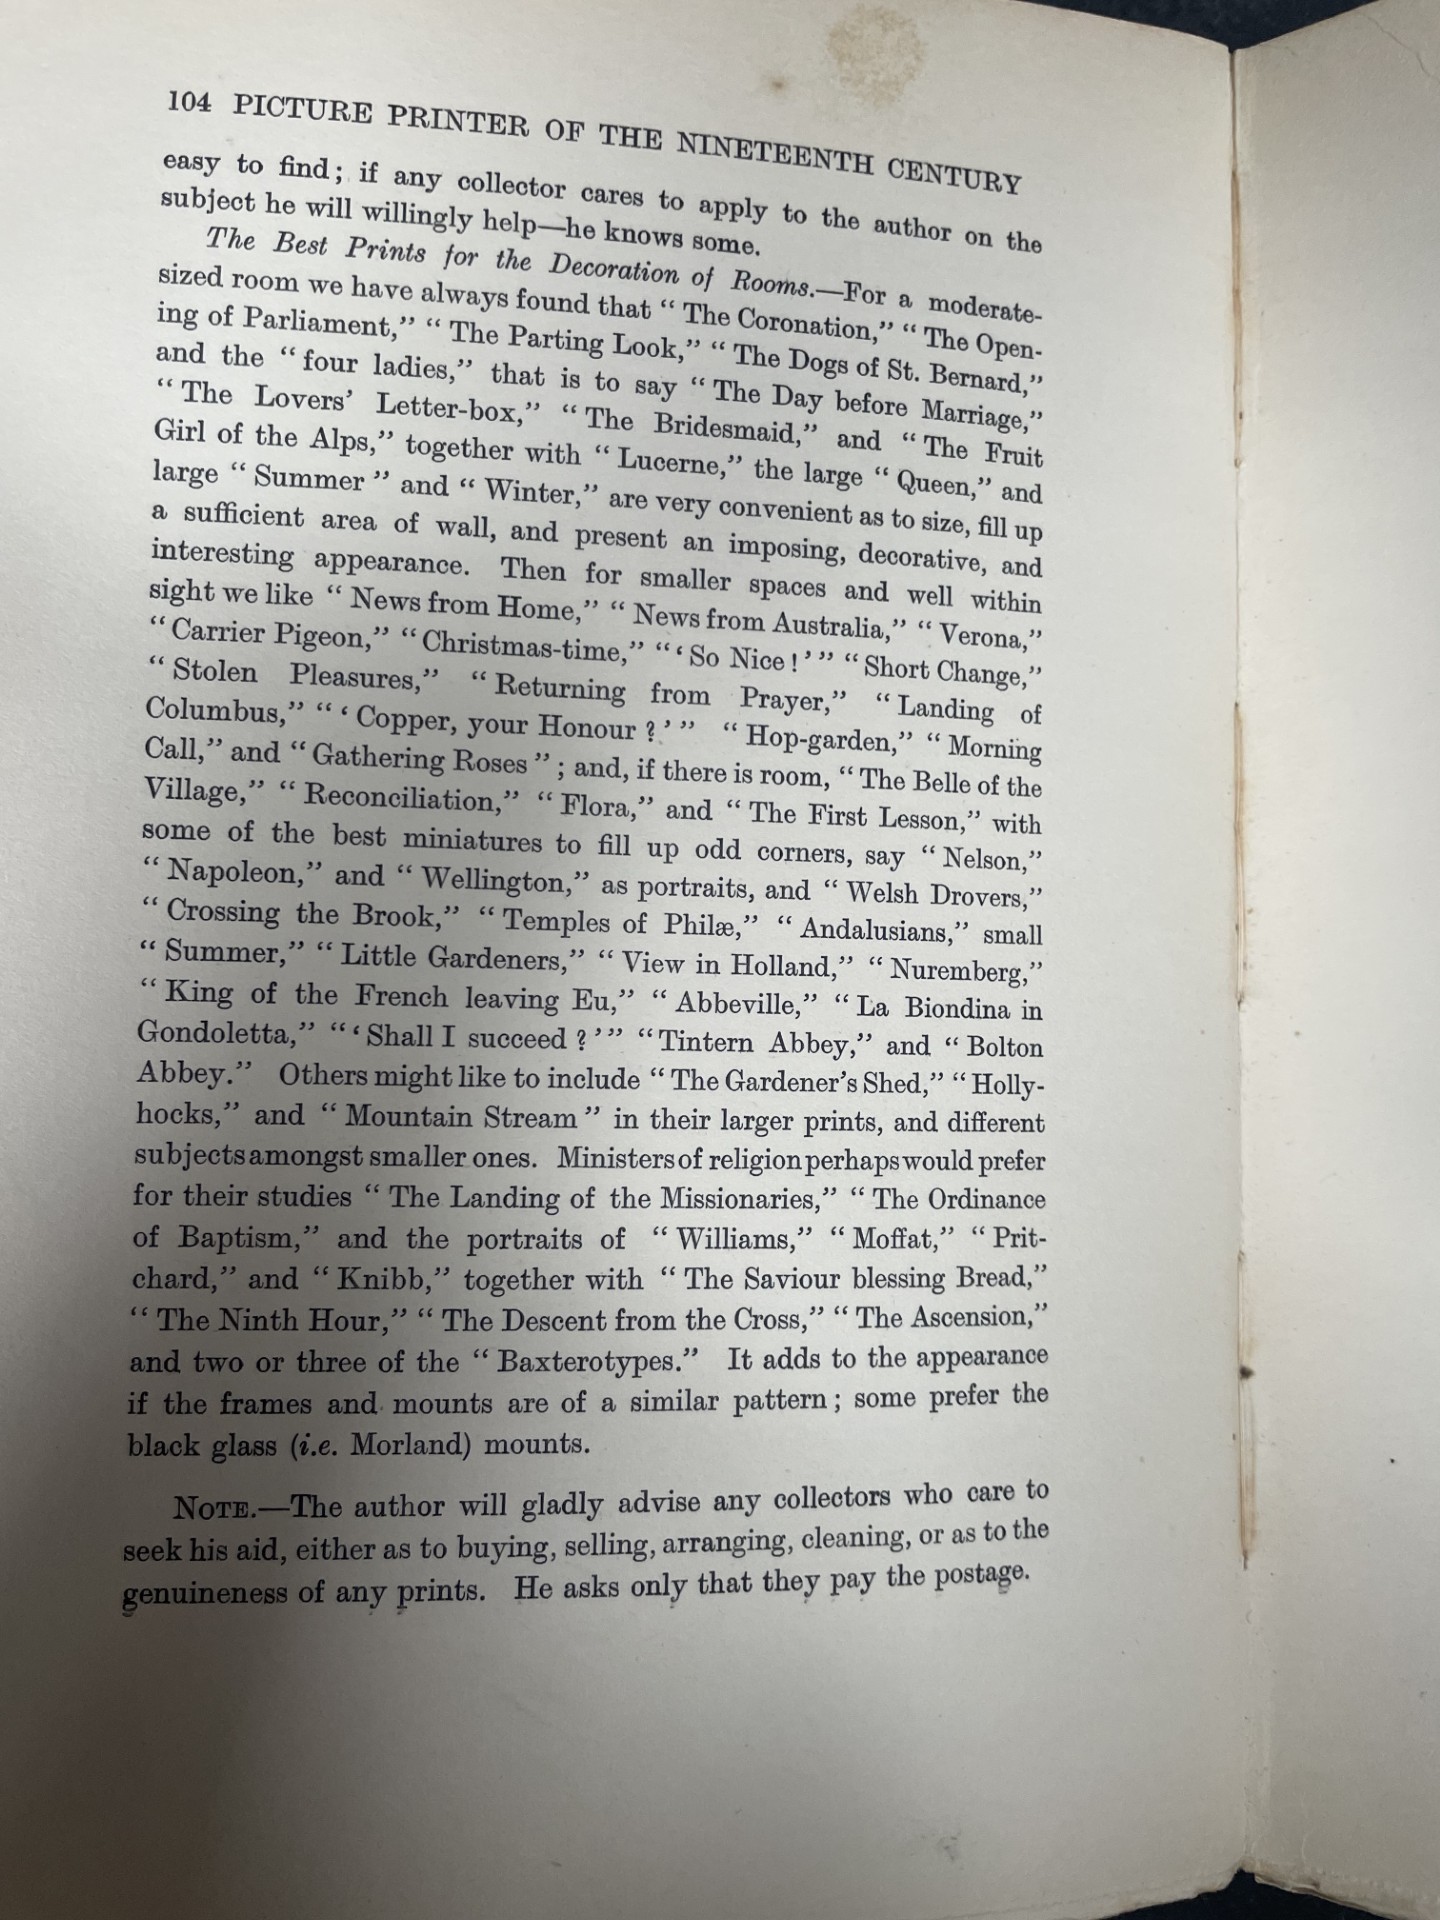 104 PICTURE PRINTER OF THE NINETEENTH CENTURY
easy to find; if any collector cares to apply to the author on the
subject he will willingly help—he knows some.
The Best Prints for the Decoration of Rooms.—For a moderate-
sized room we have always found that “The Coronation,” “The Open-
ing of Parliament,” “The Parting Look,” “The Dogs of St. Bernard,”
and the “four ladies,” that is to say “The Day before Marriage,”
“The Lovers’ Letter-box,” “The Bridesmaid,” and “The Fruit
Girl of the Alps,” together with “Lucerne,” the large “Queen,” and
large “Summer” and “Winter,” are very convenient as to size, fill up
a sufficient area of wall, and present an imposing, decorative, and
interesting appearance. Then for smaller spaces and well within
sight we like “News from Home,” “News from Australia,” “Verona,”
“Carrier Pigeon,” “Christmas-time,” “‘So Nice!’” “Short Change,”
“Stolen Pleasures,” “Returning from Prayer,” “Landing of
Columbus,” “‘Copper, your Honour?’” “Hop-garden,” “Morning
Call,” and “Gathering Roses”; and, if there is room, “The Belle of the
Village,” “Reconciliation,” “Flora,” and “The First Lesson,” with
some of the best miniatures to fill up odd corners, say “Nelson,”
“Napoleon,” and “Wellington,” as portraits, and “Welsh Drovers,”
“Crossing the Brook,” “Temples of Philæ,” “Andalusians,” small
“Summer,” “Little Gardeners,” “View in Holland,” “Nuremberg,”
“King of the French leaving Eu,” “Abbeville,” “La Biondina in
Gondoletta,” “‘Shall I succeed?’” “Tintern Abbey,” and “Bolton
Abbey.” Others might like to include “The Gardener’s Shed,” “Holly-
hocks,” and “Mountain Stream” in their larger prints, and different
subjects amongst smaller ones. Ministers of religion perhaps would prefer
for their studies “The Landing of the Missionaries,” “The Ordinance
of Baptism,” and the portraits of “Williams,” “Moffat,” “Prit-
chard,” and “Knibb,” together with “The Saviour blessing Bread,”
“The Ninth Hour,” “The Descent from the Cross,” “The Ascension,”
and two or three of the “Baxterotypes.” It adds to the appearance
if the frames and mounts are of a similar pattern; some prefer the
black glass (i.e. Morland) mounts.
NOTE.—The author will gladly advise any collectors who care to
seek his aid, either as to buying, selling, arranging, cleaning, or as to the
genuineness of any prints. He asks only that they pay the postage.